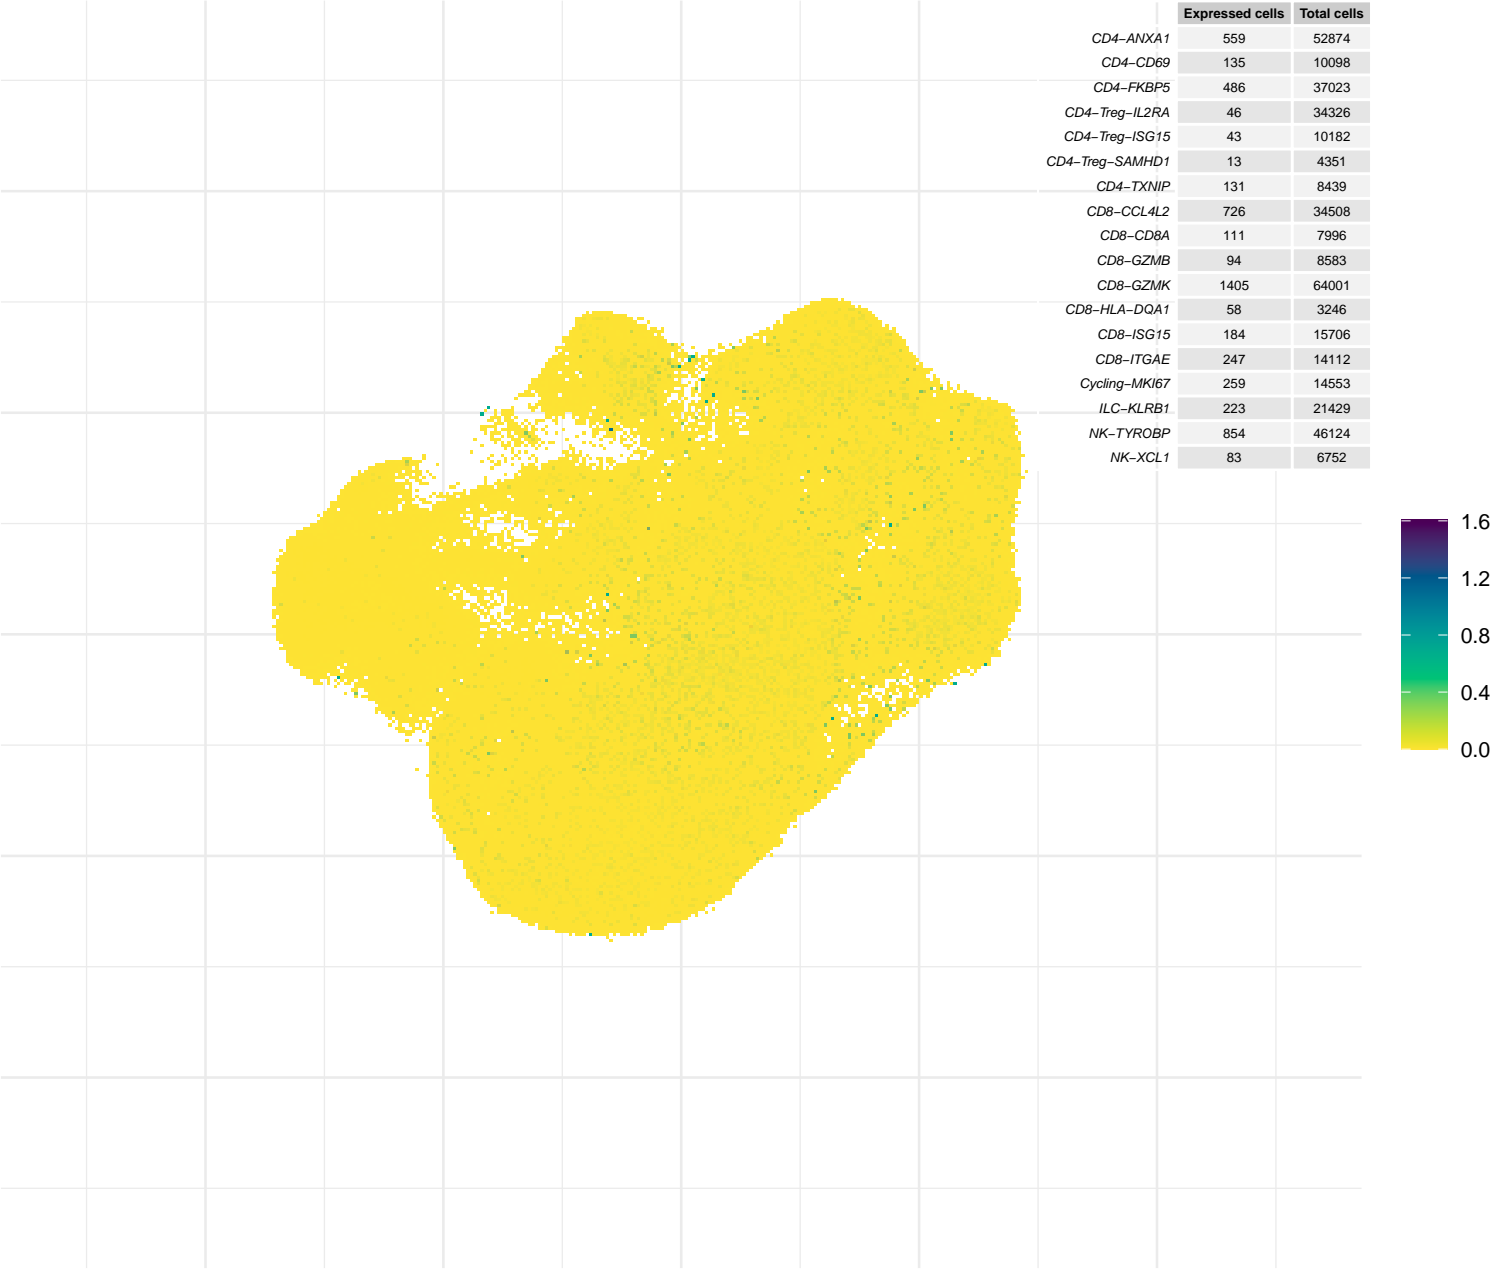 Expressed cells Total cells
CD4−ANXA1 559 52874
CD4−CD69 135 10098
CD4−FKBP5 486 37023
CD4−Treg−IL2RA 46 34326
CD4−Treg−ISG15 43 10182
CD4−Treg−SAMHD1 13 4351
CD4−TXNIP 131 8439
CD8−CCL4L2 726 34508
CD8−CD8A 111 7996
CD8−GZMB 94 8583
CD8−GZMK 1405 64001
CD8−HLA−DQA1 58 3246
CD8−ISG15 184 15706
CD8−ITGAE 247 14112
Cycling−MKI67 259 14553
ILC−KLRB1 223 21429
NK−TYROBP 854 46124
NK−XCL1 83 6752
1.6
1.2
0.8
0.4
0.0